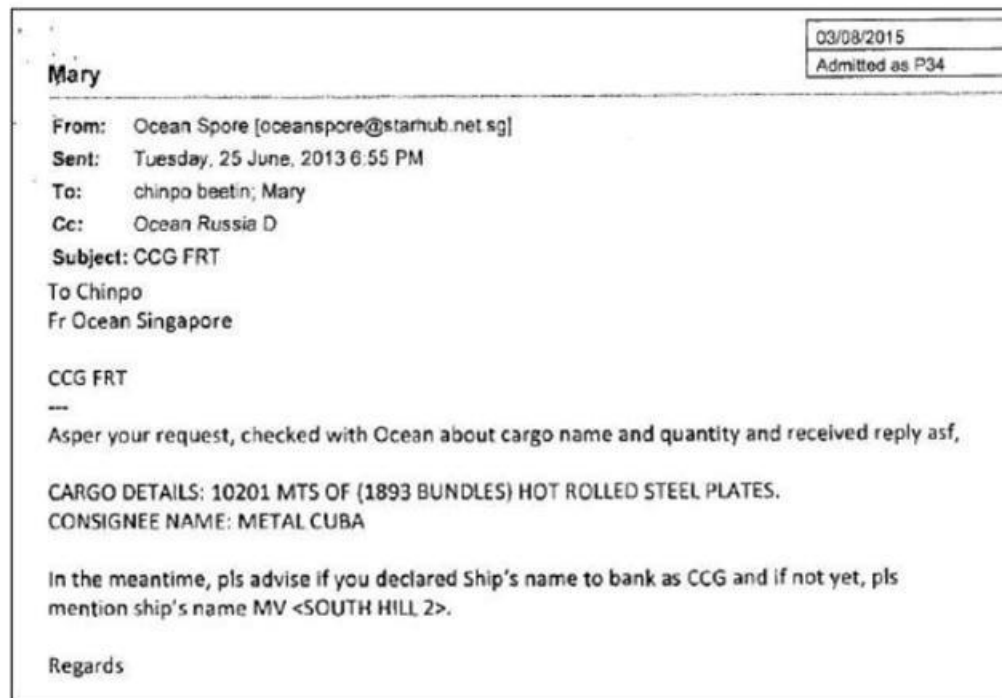 03/08/2015
Admitted as P34
Mary
From: Ocean Spore [oceanspore@starhub.net.sg]
Sent: Tuesday, 25 June, 2013 6:55 PM
To: chinpo beetin; Mary
Cc: Ocean Russia D
Subject: CCG FRT
To Chinpo
Fr Ocean Singapore
CCG FRT
---
Asper your request, checked with Ocean about cargo name and quantity and received reply asf,
CARGO DETAILS: 10201 MTS OF (1893 BUNDLES) HOT ROLLED STEEL PLATES.
CONSIGNEE NAME: METAL CUBA
In the meantime, pls advise if you declared Ship's name to bank as CCG and if not yet, pls
mention ship's name MV <SOUTH HILL 2>.
Regards